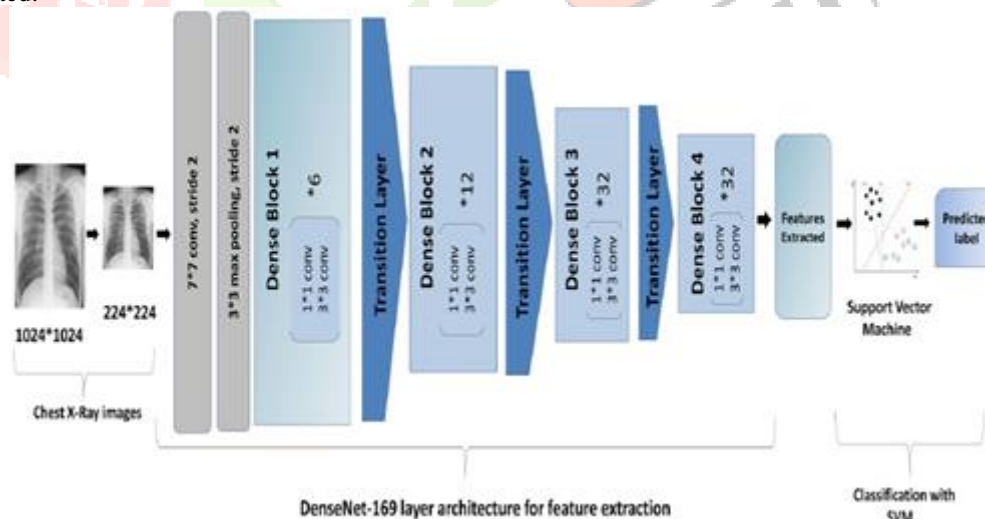 1024*1024
224*224
Chest X-Ray images
7*7 conv, stride 2
3*3 max pooling, stride 2
Dense Block 1
*6
1*1 conv
3*3 conv
Transition Layer
Dense Block 2
*12
1*1 conv
3*3 conv
Transition Layer
Dense Block 3
*32
1*1 conv
3*3 conv
Transition Layer
Dense Block 4
*32
1*1 conv
3*3 conv
Features
Extracted
Support Vector
Machine
Predicted
label
DenseNet-169 layer architecture for feature extraction
Classification with
SVM